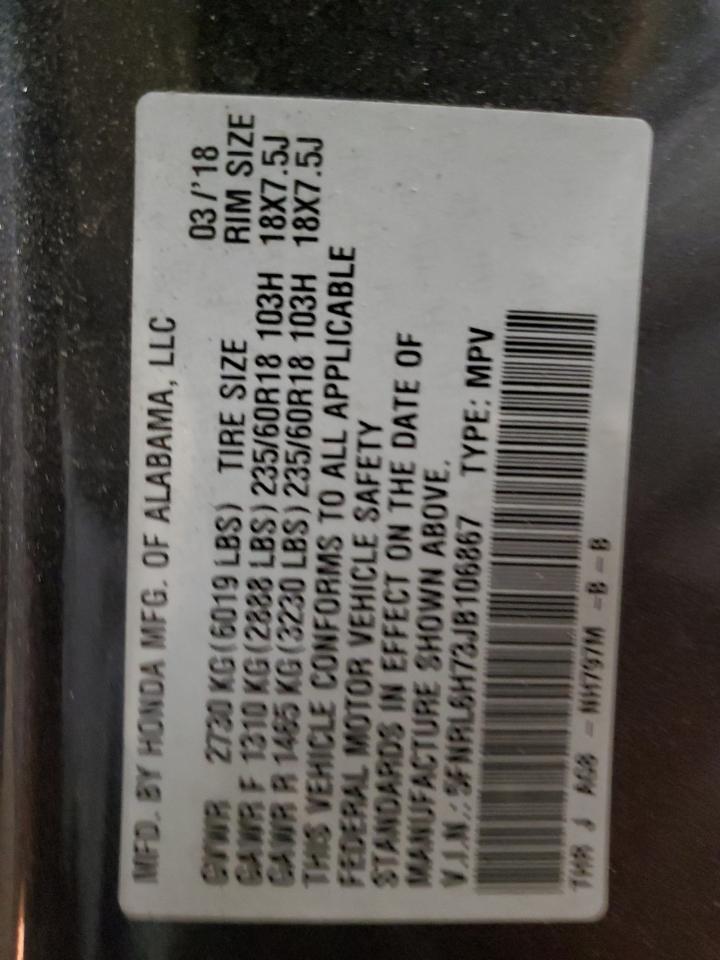 MFD. BY HONDA MFG. OF ALABAMA, LLC
03/'18
GVWR 2730 KG(6019 LBS) TIRE SIZE RIM SIZE
GAWR F 1310 KG(2888 LBS)235/60R18 103H 18X7.5J
GAWR R 1465 KG(3230 LBS)235/60R18 103H 18X7.5J
THIS VEHICLE CONFORMS TO ALL APPLICABLE
FEDERAL MOTOR VEHICLE SAFETY
STANDARDS IN EFFECT ON THE DATE OF
MANUFACTURE SHOWN ABOVE.
V.I.N.: 5FNRL6H73JB106867 TYPE: MPV
THR J AG8 - NH797M -B-B